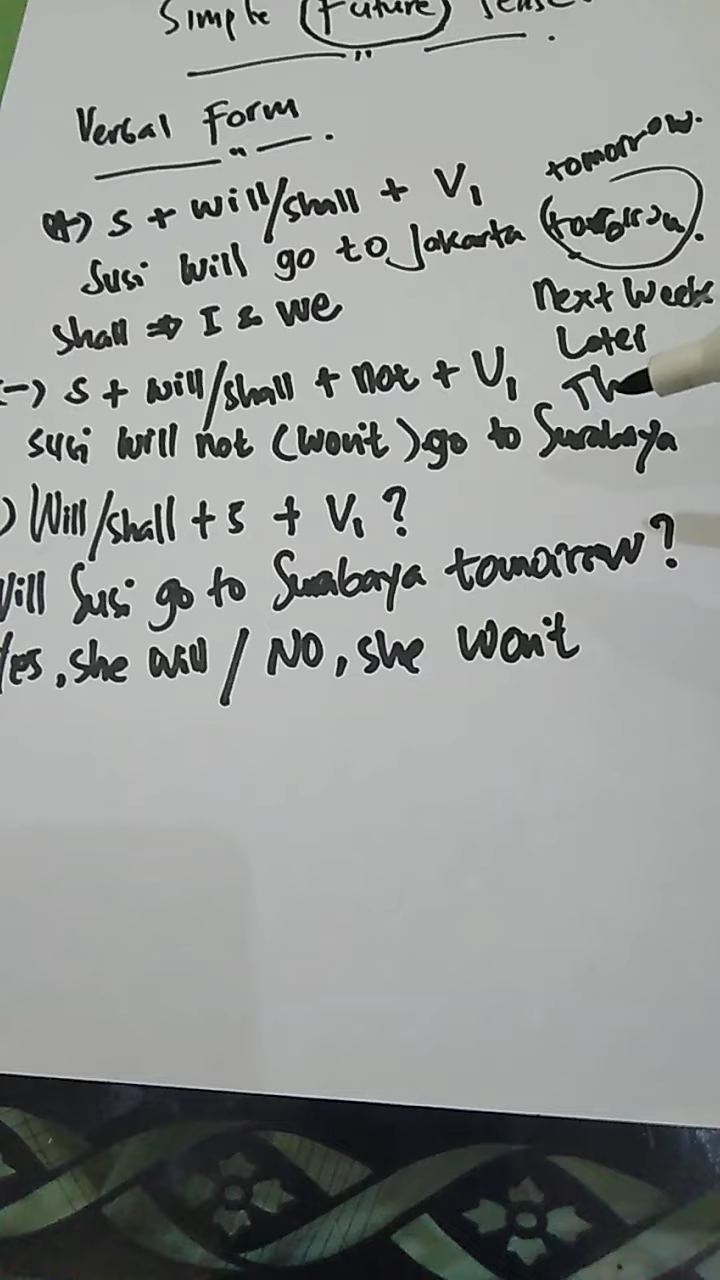 Simple Future Tense.
Verbal Form.
tomorrow.
(+) S + will/shall + V1
Susi will go to Jakarta
Next Week
shall ⇒ I & we
Later
(-) S + will/shall + not + V1
Th
Susi will not (won't) go to Surabaya
) Will/shall + S + V1 ?
Will Susi go to Surabaya tomorrow?
Yes, she will / No, she won't